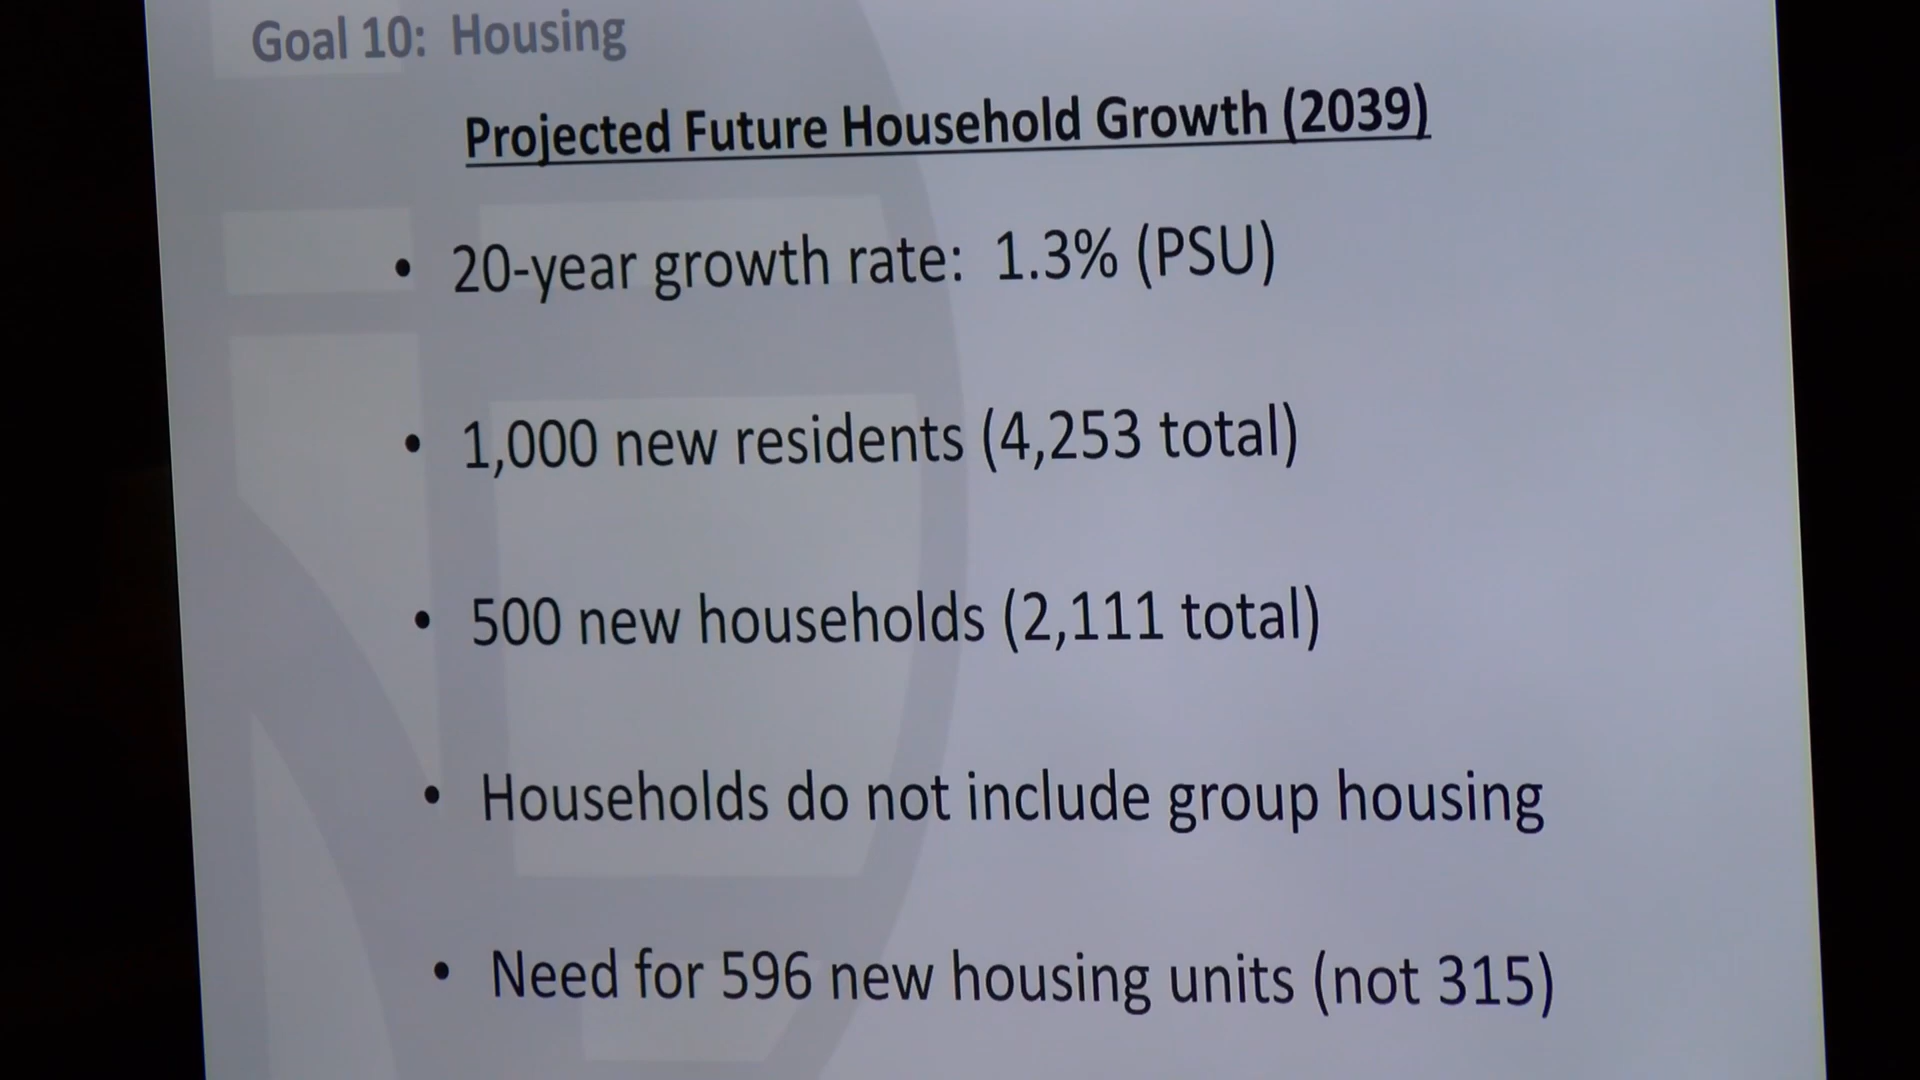 Goal 10: Housing
Projected Future Household Growth (2039)
• 20-year growth rate: 1.3% (PSU)
• 1,000 new residents (4,253 total)
• 500 new households (2,111 total)
• Households do not include group housing
• Need for 596 new housing units (not 315)